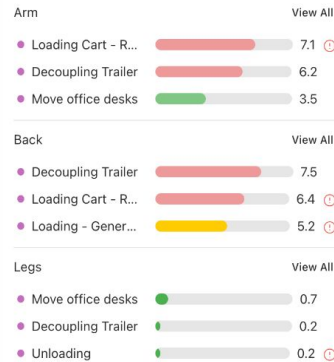 Arm View All
Loading Cart - R... 7.1
Decoupling Trailer 6.2
Move office desks 3.5
Back View All
Decoupling Trailer 7.5
Loading Cart - R... 6.4
Loading - Gener... 5.2
Legs View All
Move office desks 0.7
Decoupling Trailer 0.2
Unloading 0.2